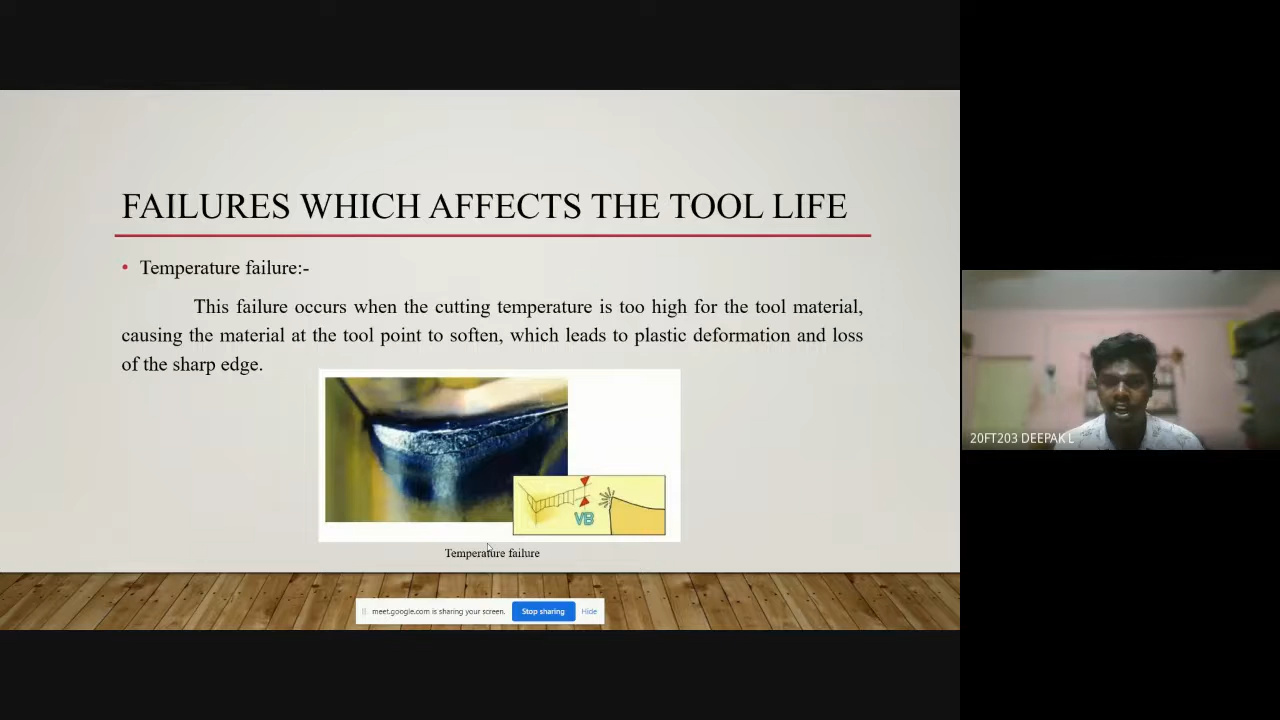 FAILURES WHICH AFFECTS THE TOOL LIFE
• Temperature failure:-
This failure occurs when the cutting temperature is too high for the tool material,
causing the material at the tool point to soften, which leads to plastic deformation and loss
of the sharp edge.
VB
Temperature failure
meet.google.com is sharing your screen. Stop sharing Hide
20FT203 DEEPAK L